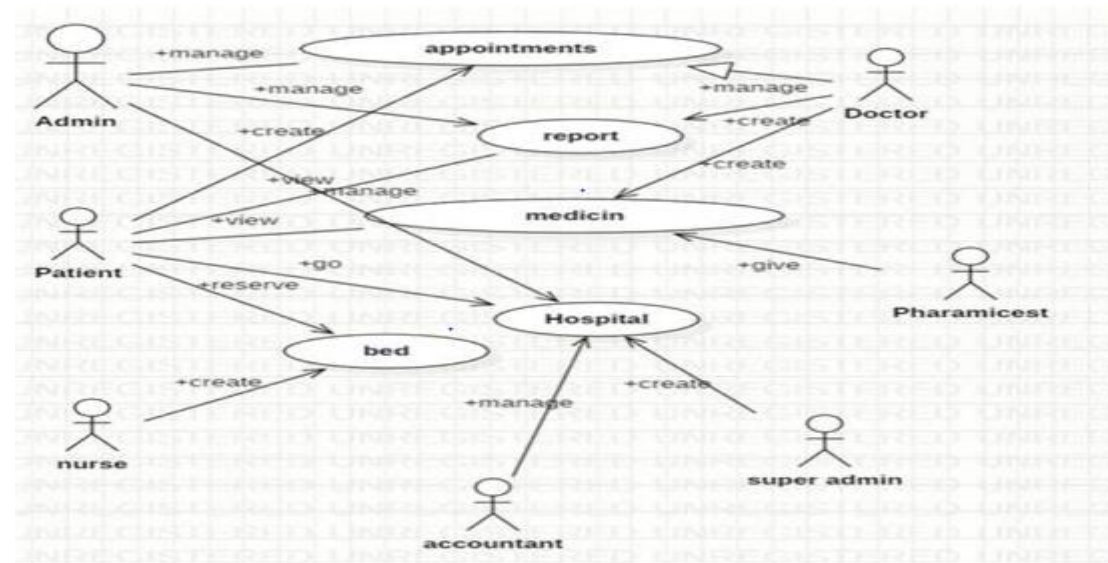 appointments
+manage
+manage
+manage
Admin
Doctor
+create
report
+create
+create
+view
+manage
medicin
+view
Patient
+go
+give
+reserve
Pharamicest
Hospital
bed
+create
+create
+manage
nurse
super admin
accountant
UNREGISTERED